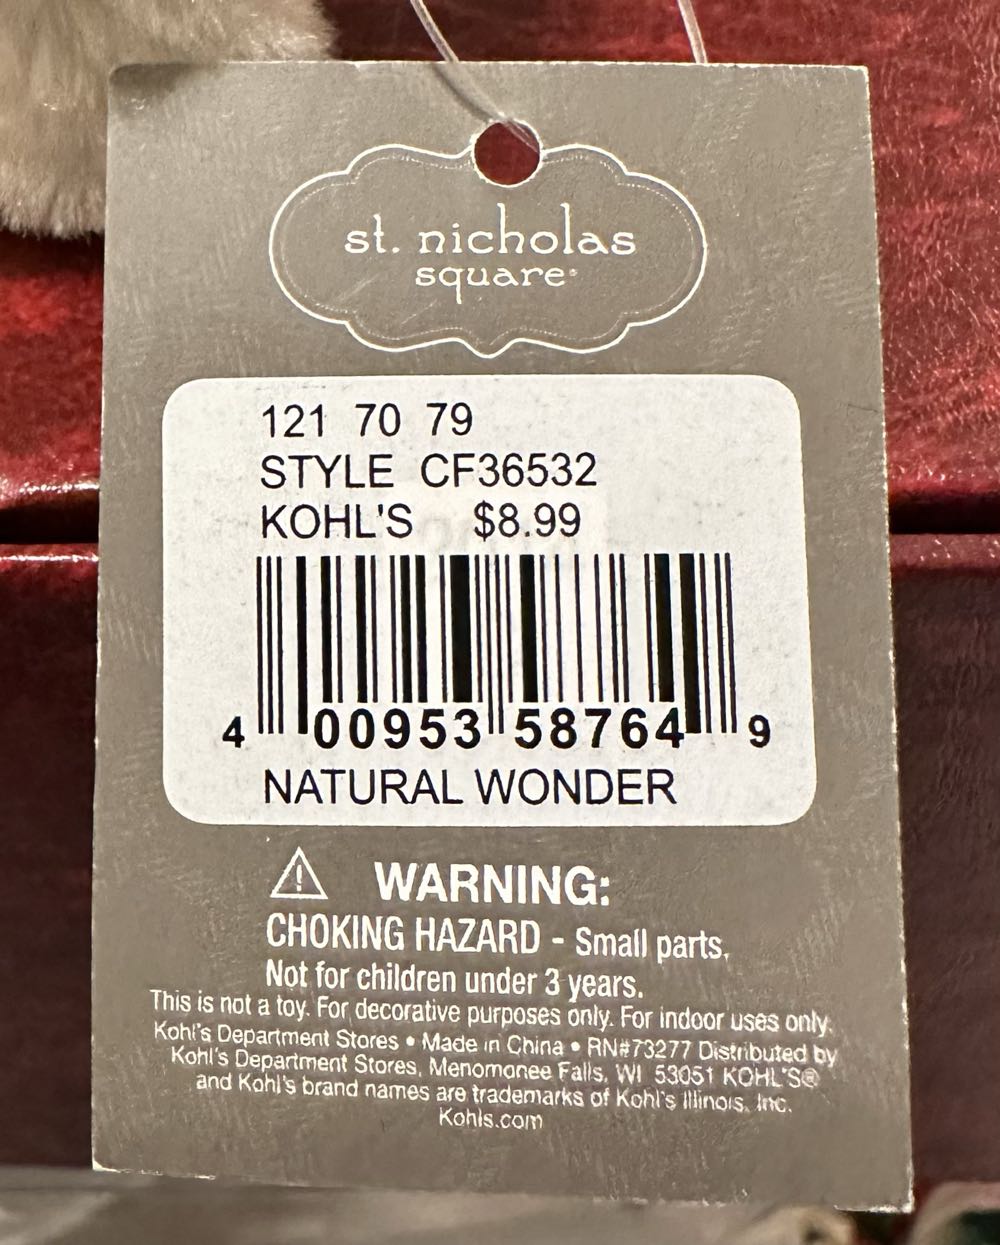 st. nicholas
square®
121 70 79
STYLE CF36532
KOHL'S $8.99
4 00953 58764 9
NATURAL WONDER
⚠ WARNING:
CHOKING HAZARD - Small parts.
Not for children under 3 years.
This is not a toy. For decorative purposes only. For indoor uses only.
Kohl's Department Stores • Made in China • RN#73277 Distributed by
Kohl's Department Stores, Menomonee Falls, WI 53051 KOHL'S®
and Kohl's brand names are trademarks of Kohl's Illinois, Inc.
Kohls.com